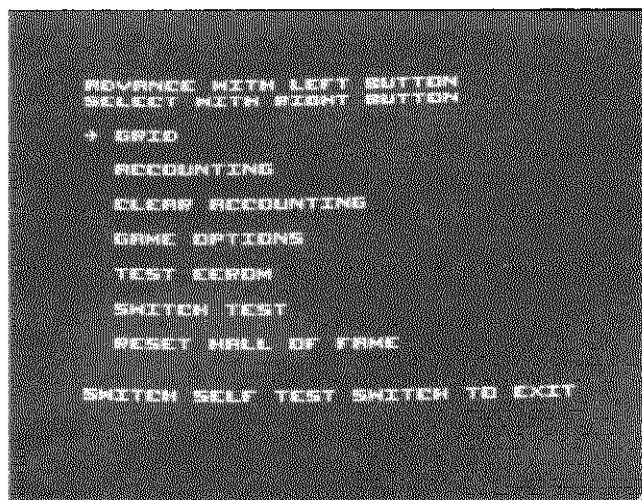 ADVANCE WITH LEFT BUTTON
SELECT WITH RIGHT BUTTON
→ GRID
ACCOUNTING
CLEAR ACCOUNTING
GAME OPTIONS
TEST EEROM
SWITCH TEST
RESET HALL OF FAME
SWITCH SELF TEST SWITCH TO EXIT